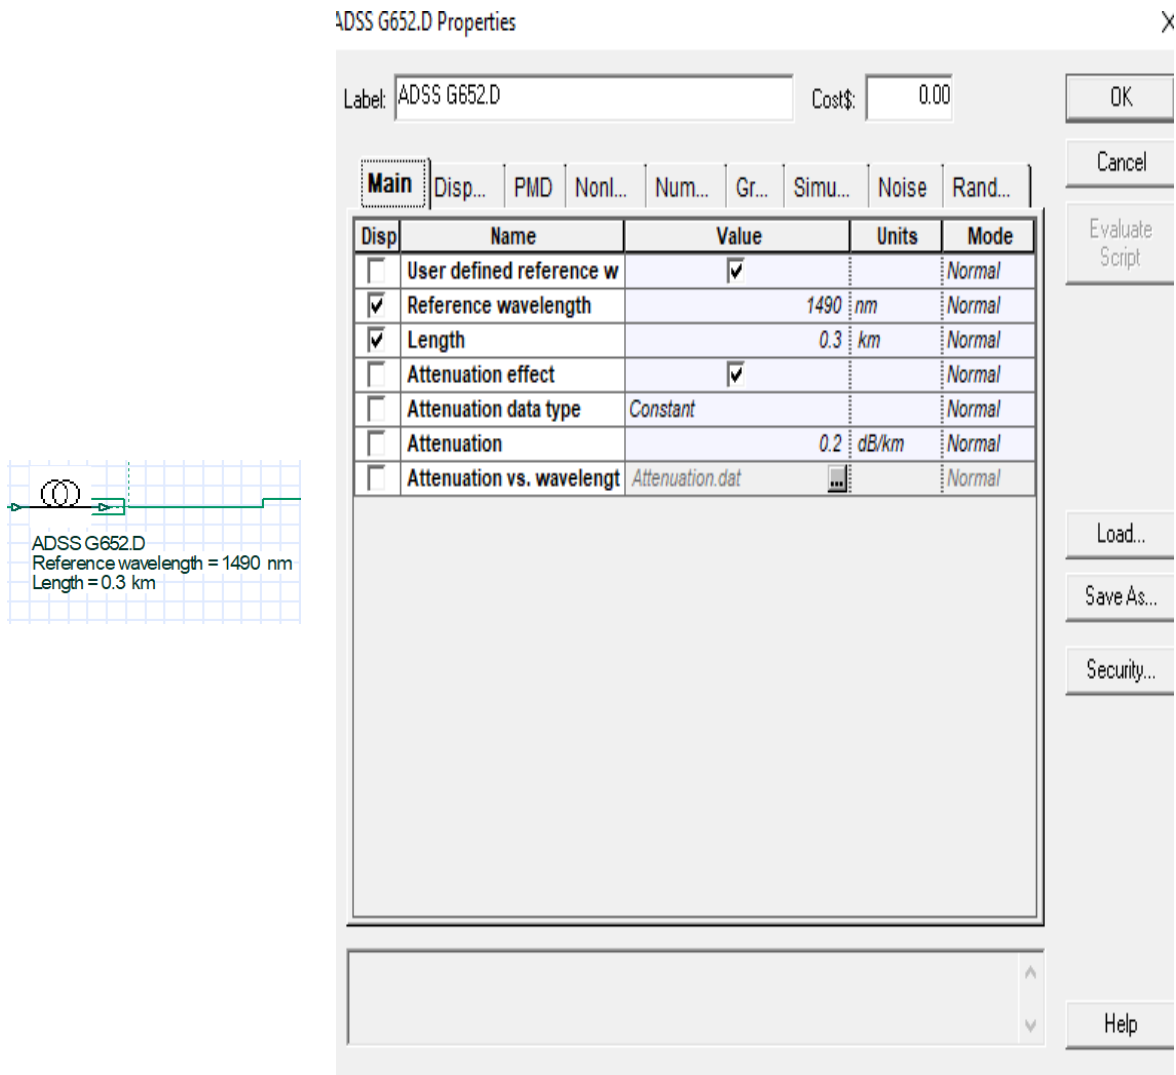 ADSS G652.D Properties
Label: ADSS G652.D Cost$: 0.00 OK
Cancel
Evaluate Script
Main Disp... PMD Nonl... Num... Gr... Simu... Noise Rand...
Disp Name Value Units Mode
User defined reference w Normal
Reference wavelength 1490 nm Normal
Length 0.3 km Normal
Attenuation effect Normal
Attenuation data type Constant Normal
Attenuation 0.2 dB/km Normal
Attenuation vs. wavelengt Attenuation.dat ... Normal
Load...
Save As...
Security...
Help
ADSS G652.D
Reference wavelength = 1490 nm
Length = 0.3 km